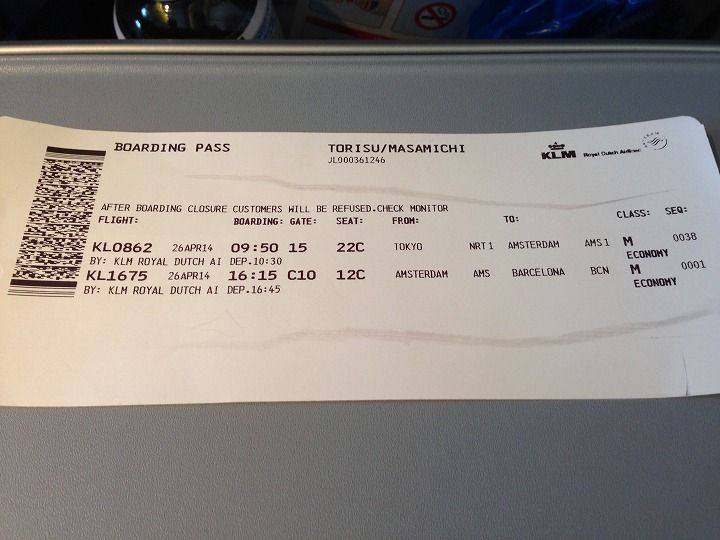 BOARDING PASS TORISU/MASAMICHI
JL000361246
KLM Royal Dutch Airlines
AFTER BOARDING CLOSURE CUSTOMERS WILL BE REFUSED.CHECK MONITOR
FLIGHT: BOARDING: GATE: SEAT: FROM: TO: CLASS: SEQ:
KL0862 26APR14 09:50 15 22C TOKYO NRT1 AMSTERDAM AMS1 M 0038
BY: KLM ROYAL DUTCH AI DEP.10:30 ECONOMY
KL1675 26APR14 16:15 C10 12C AMSTERDAM AMS BARCELONA BCN M 0001
BY: KLM ROYAL DUTCH AI DEP.16:45 ECONOMY